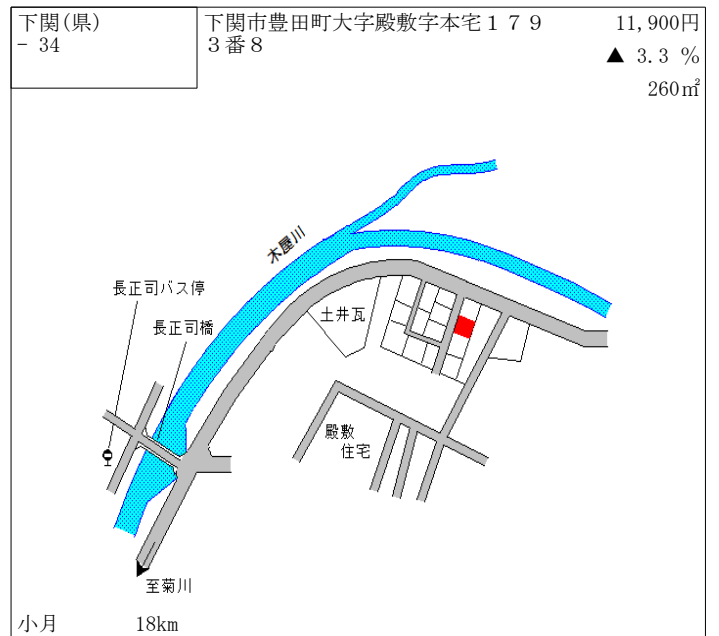 下関(県)
- 34
下関市豊田町大字殿敷字本宅１７９
３番８
11,900円
▲ 3.3 %
260㎡
木屋川
長正司バス停
長正司橋
土井瓦
殿敷
住宅
至菊川
小月 18km